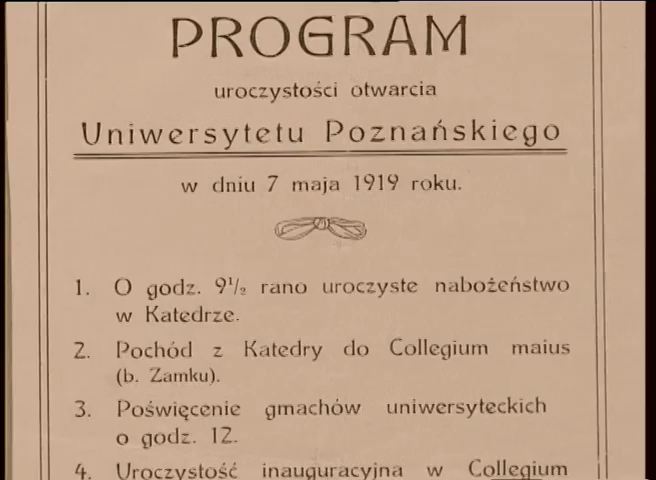 PROGRAM
uroczystości otwarcia
Uniwersytetu Poznańskiego
w dniu 7 maja 1919 roku.
1. O godz. 9¹/₂ rano uroczyste nabożeństwo
w Katedrze.
2. Pochód z Katedry do Collegium maius
(b. Zamku).
3. Poświęcenie gmachów uniwersyteckich
o godz. 12.
4. Uroczystość inauguracyjna w Collegium